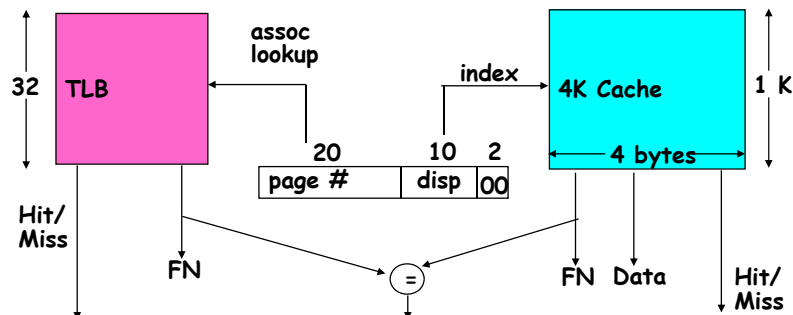 assoc
lookup
32
TLB
index
4K Cache
1 K
20
10
2
4 bytes
page #
disp
00
Hit/
Miss
FN
=
FN
Data
Hit/
Miss